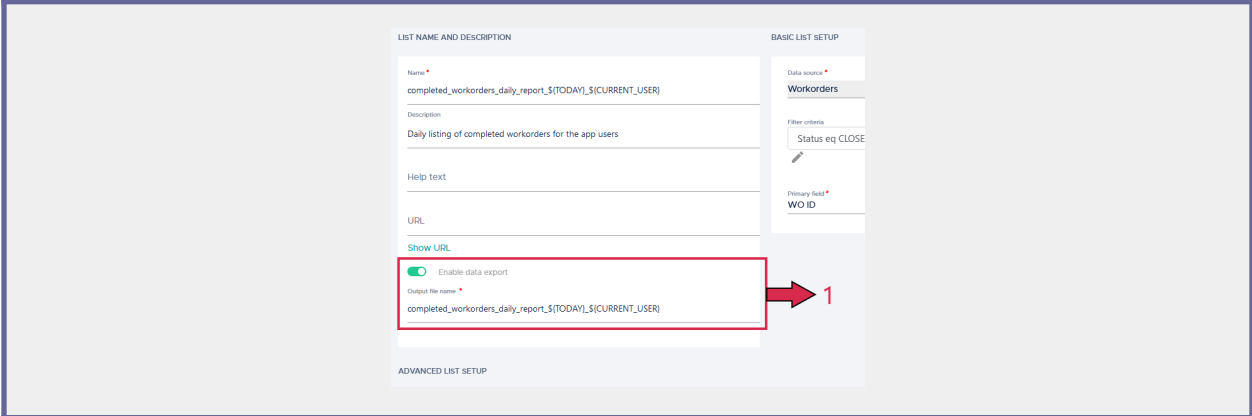 LIST NAME AND DESCRIPTION
Name *
completed_workorders_daily_report_${TODAY}_${CURRENT_USER}
Description
Daily listing of completed workorders for the app users
Help text
URL
Show URL
Enable data export
Output file name *
completed_workorders_daily_report_${TODAY}_${CURRENT_USER}
1
ADVANCED LIST SETUP
BASIC LIST SETUP
Data source *
Workorders
Filter criteria
Status eq CLOSE
Primary field *
WO ID